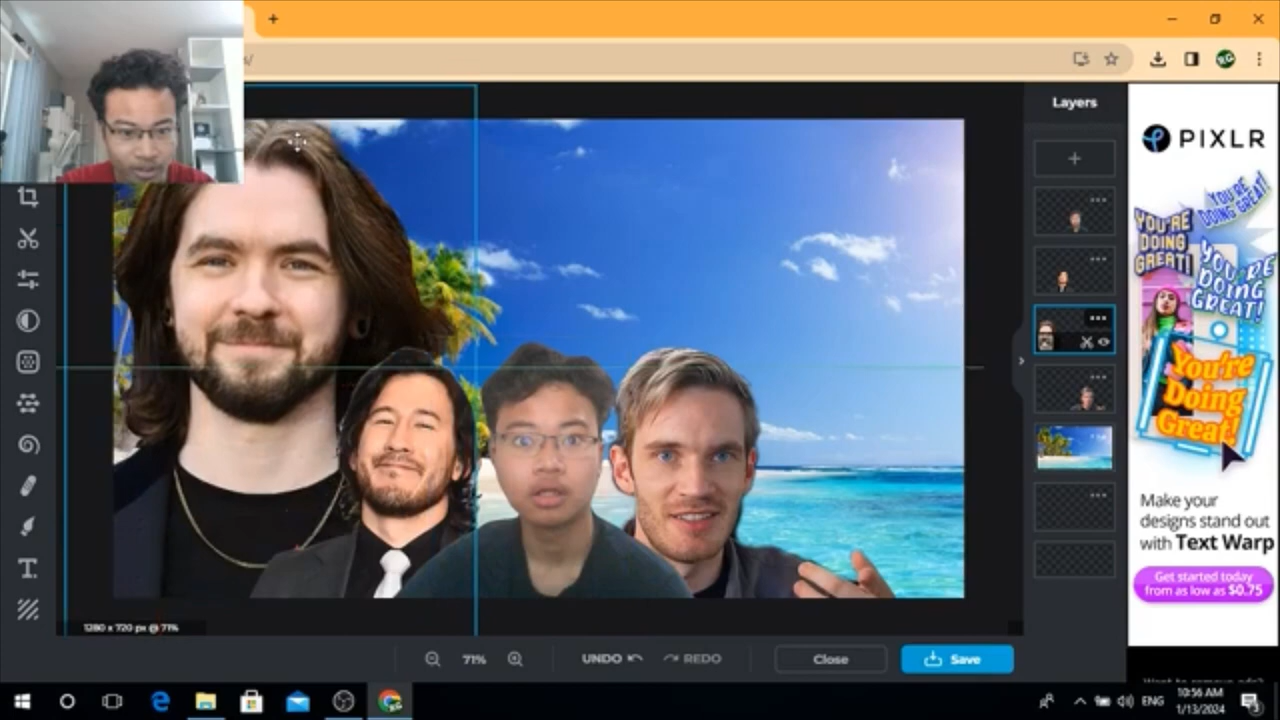 Layers
PIXLR
YOU'RE
DOING
GREAT!
YOU'RE
DOING GREAT!
YOU'RE
DOING
GREAT!
You're
Doing
Great!
Make your
designs stand out
with Text Warp
Get started today
from as low as $0.75
1280 x 720 px @ 71%
71%
UNDO
REDO
Close
Save
ENG
10:56 AM
1/13/2024